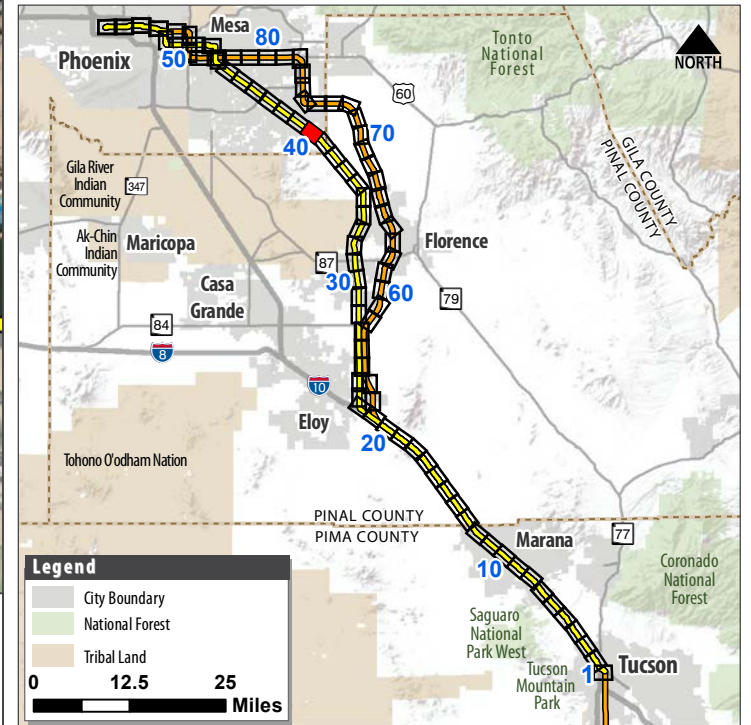 Mesa
80
Phoenix
50
Tonto
National
Forest
NORTH
60
70
40
GILA COUNTY
PINAL COUNTY
Gila River
Indian
Community
347
Ak-Chin
Indian
Community
Maricopa
87
Florence
30
60
Casa
Grande
79
84
8
10
Eloy
20
Tohono O'odham Nation
PINAL COUNTY
PIMA COUNTY
Marana
77
10
Coronado
National
Forest
Saguaro
National
Park West
Tucson
Mountain
Park
1
Tucson
Legend
City Boundary
National Forest
Tribal Land
0 12.5 25
Miles